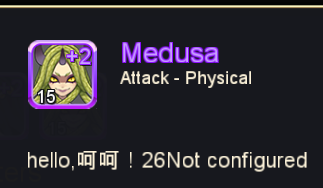 +2
Medusa
Attack - Physical
15
hello,呵呵！26Not configured